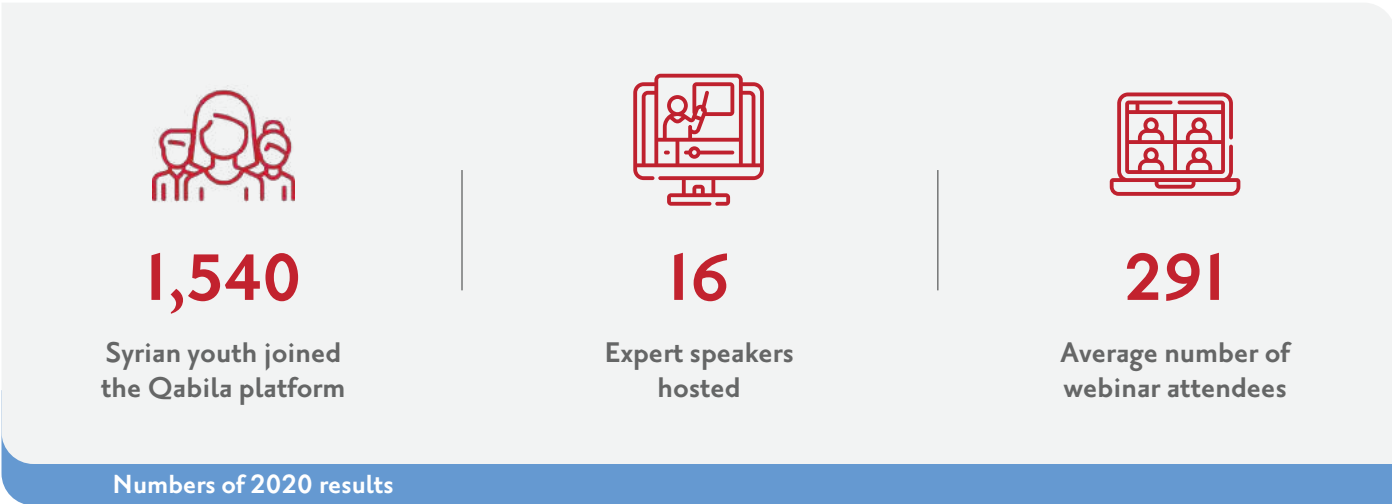 1,540
Syrian youth joined
the Qabila platform
16
Expert speakers
hosted
291
Average number of
webinar attendees
Numbers of 2020 results